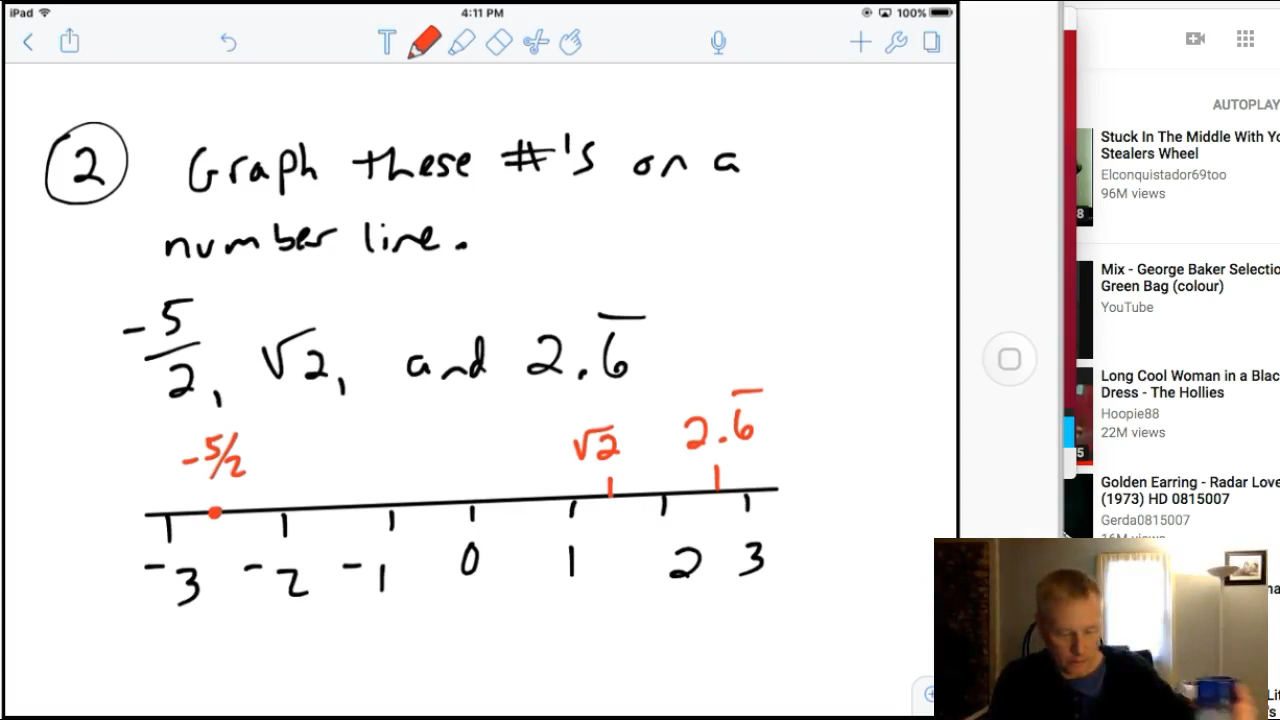 iPad
4:11 PM
100%
T
② Graph these #'s on a
number line.
-5/2, √2, and 2.6̅
-5/2 √2 2.6̅
-3 -2 -1 0 1 2 3
AUTOPLAY
Stuck In The Middle With Yo
Stealers Wheel
Elconquistador69too
96M views
8
Mix - George Baker Selectio
Green Bag (colour)
YouTube
Long Cool Woman in a Blac
Dress - The Hollies
Hoopie88
22M views
5
Golden Earring - Radar Love
(1973) HD 0815007
Gerda0815007